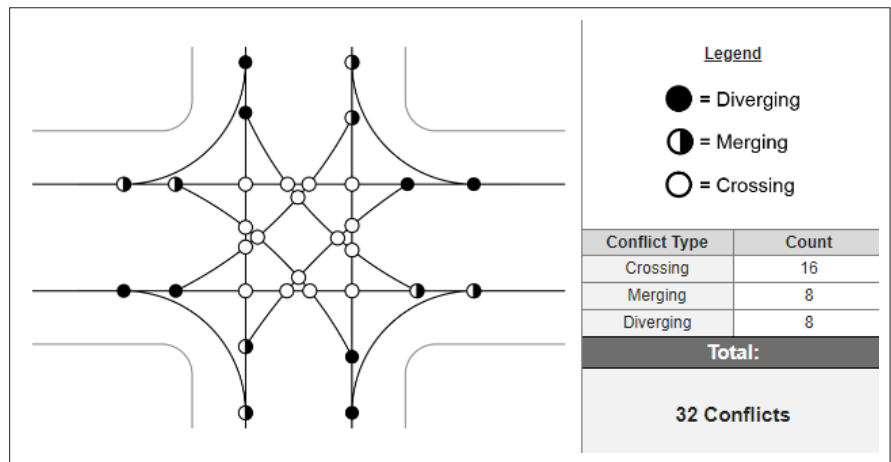 Legend
= Diverging
= Merging
= Crossing
Conflict Type Count
Crossing 16
Merging 8
Diverging 8
Total:
32 Conflicts